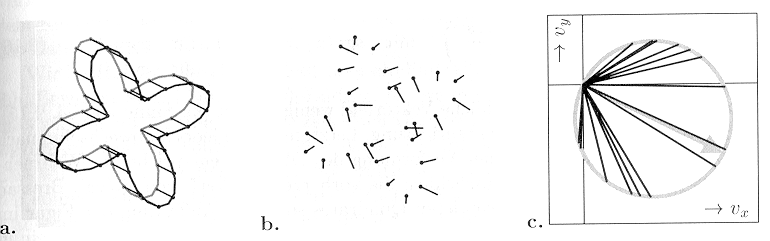 a.
b.
c.
→ v_y
→ v_x